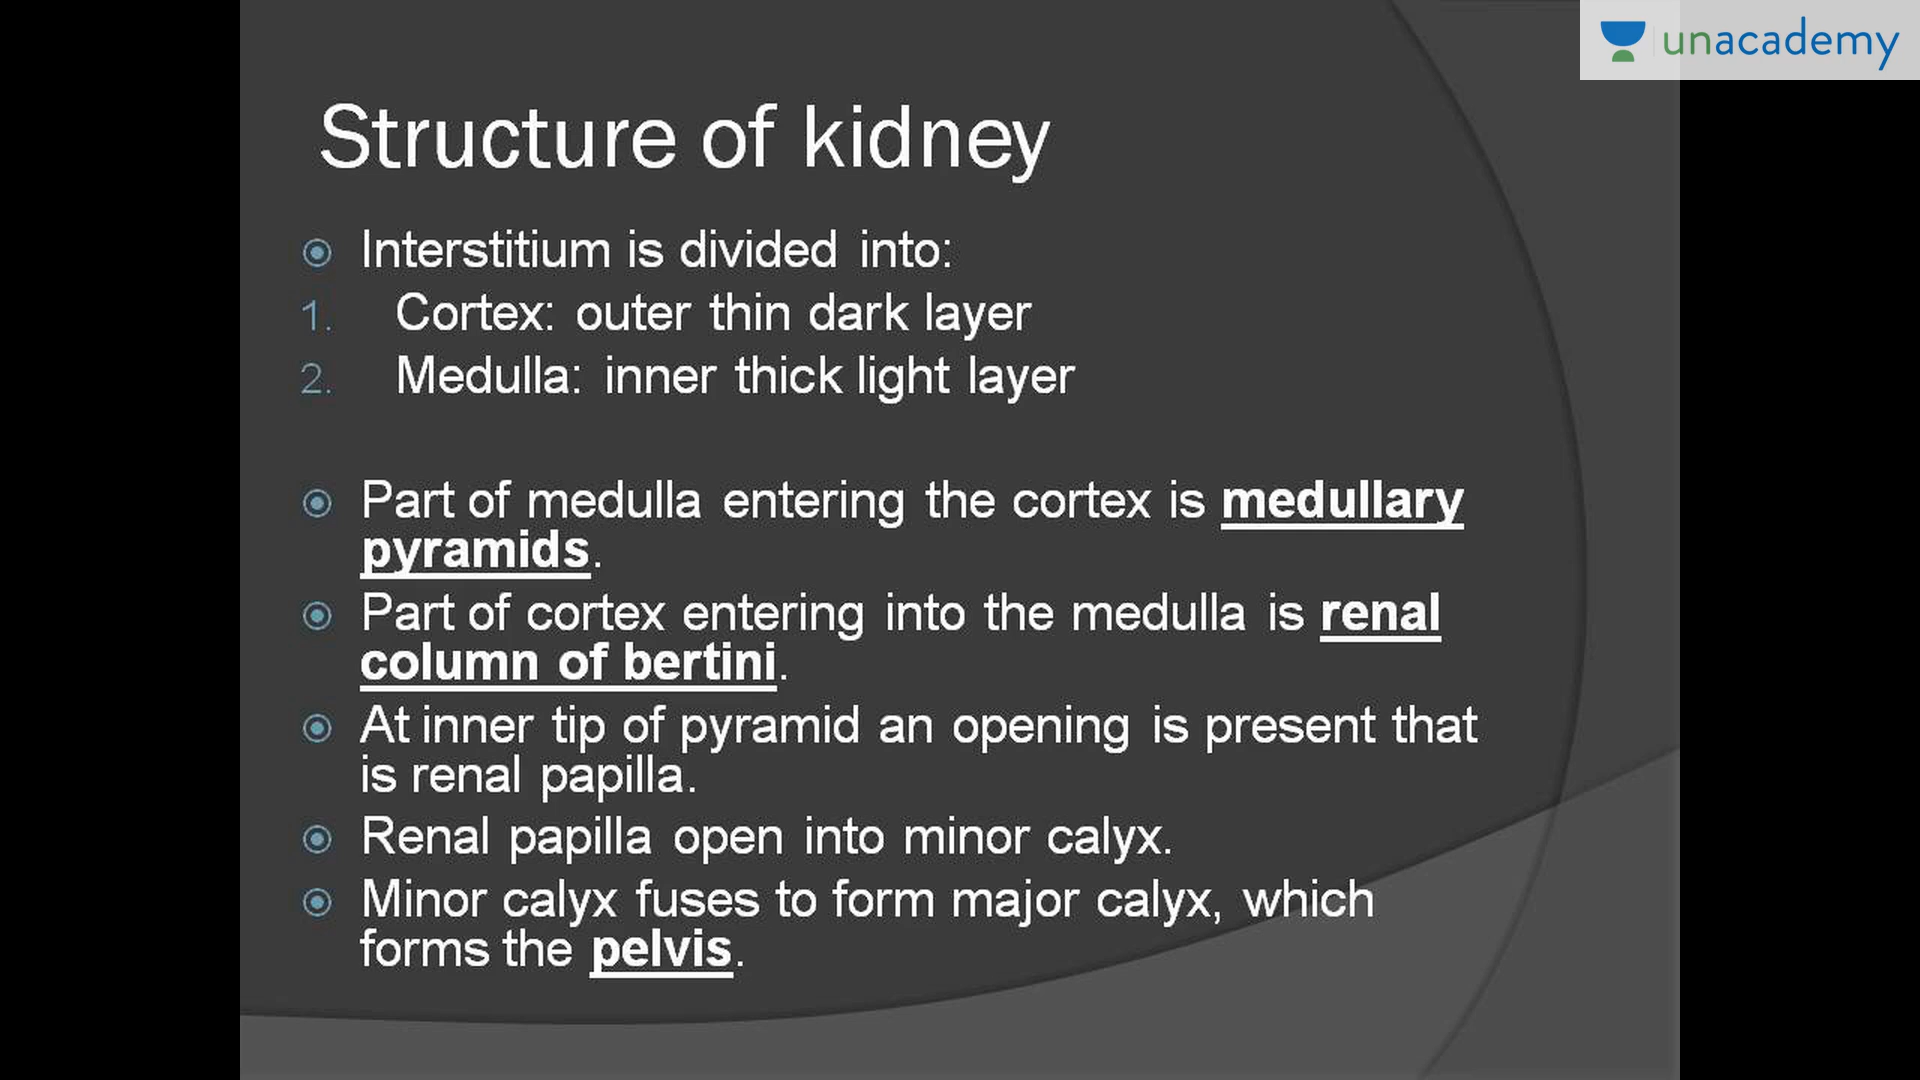 unacademy
Structure of kidney
Interstitium is divided into:
1. Cortex: outer thin dark layer
2. Medulla: inner thick light layer
Part of medulla entering the cortex is medullary
pyramids.
Part of cortex entering into the medulla is renal
column of bertini.
At inner tip of pyramid an opening is present that
is renal papilla.
Renal papilla open into minor calyx.
Minor calyx fuses to form major calyx, which
forms the pelvis.